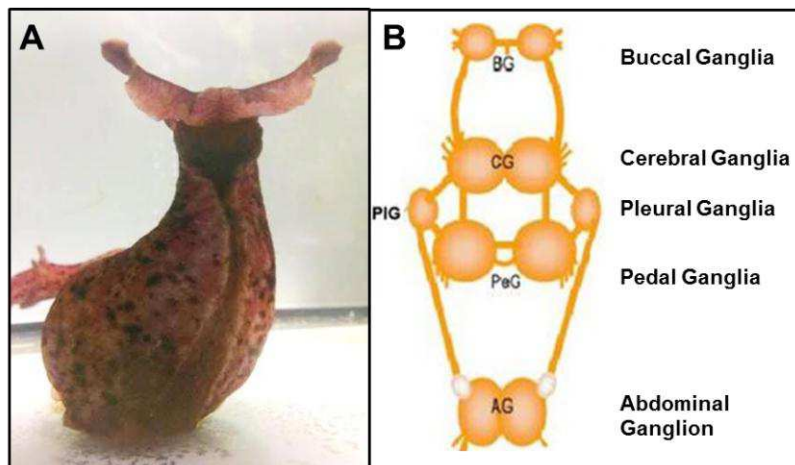 A
B
BG
Buccal Ganglia
CG
Cerebral Ganglia
PlG
Pleural Ganglia
PeG
Pedal Ganglia
AG
Abdominal
Ganglion